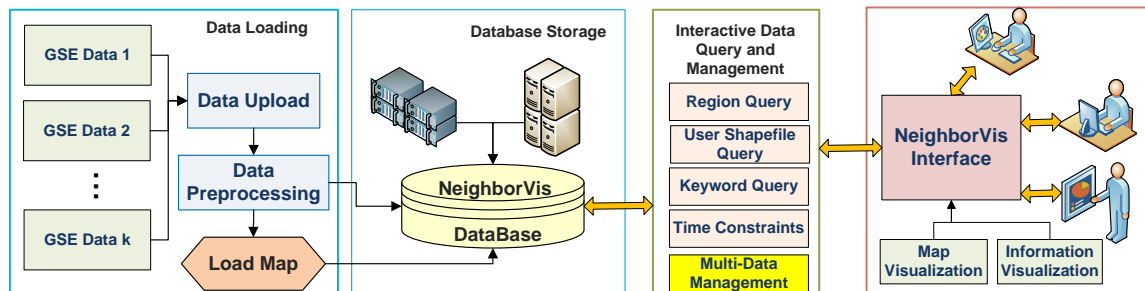 Data Loading
GSE Data 1
GSE Data 2
GSE Data k
Data Upload
Data
Preprocessing
Load Map
Database Storage
NeighborVis
DataBase
Interactive Data
Query and
Management
Region Query
User Shapefile
Query
Keyword Query
Time Constraints
Multi-Data
Management
NeighborVis
Interface
Map
Visualization
Information
Visualization